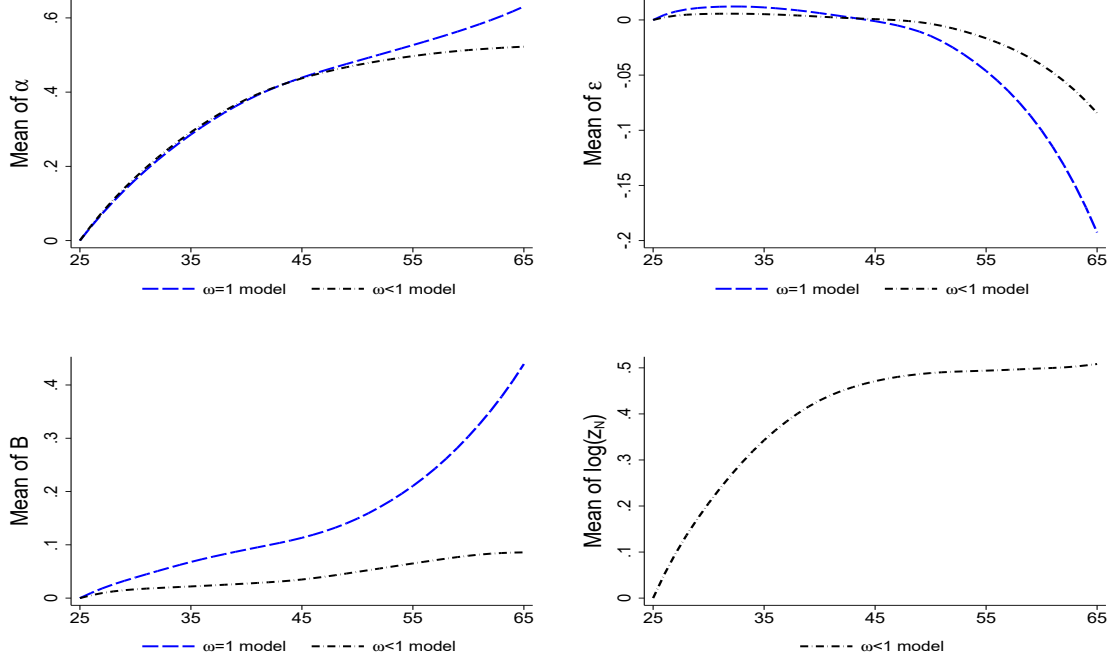 Mean of α
.6
.4
.2
0
25 35 45 55 65
ω=1 model ω<1 model
Mean of ε
0
-.05
-.1
-.15
-.2
25 35 45 55 65
ω=1 model ω<1 model
Mean of B
.4
.3
.2
.1
0
25 35 45 55 65
ω=1 model ω<1 model
Mean of log(z_N)
.5
.4
.3
.2
.1
0
25 35 45 55 65
ω<1 model